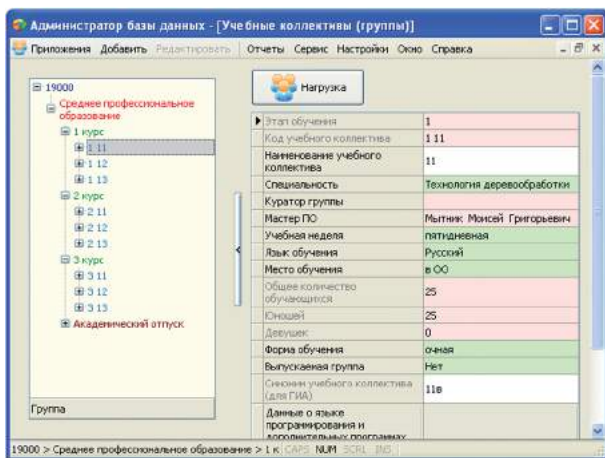 Администратор базы данных - [Учебные коллективы (группы)]
Приложения Добавить Редактировать Отчеты Сервис Настройки Окно Справка
19000
Среднее профессиональное
образование
1 курс
1 11
1 12
1 13
2 курс
2 11
2 12
2 13
3 курс
3 11
3 12
3 13
Академический отпуск
Группа
Нагрузка
Этап обучения 1
Код учебного коллектива 1 11
Наименование учебного
коллектива 11
Специальность Технология деревообработки
Куратор группы
Мастер ПО Мытник Моисей Григорьевич
Учебная неделя пятидневная
Язык обучения Русский
Место обучения в ОО
Общее количество
обучающихся 25
Юношей 25
Девушек 0
Форма обучения очная
Выпускаемая группа Нет
Синоним учебного коллектива
(для ГИА) 11в
Данные о языке
программирования и
дополнительных программах
19000 > Среднее профессиональное образование > 1 к CAPS NUM SCRL INS